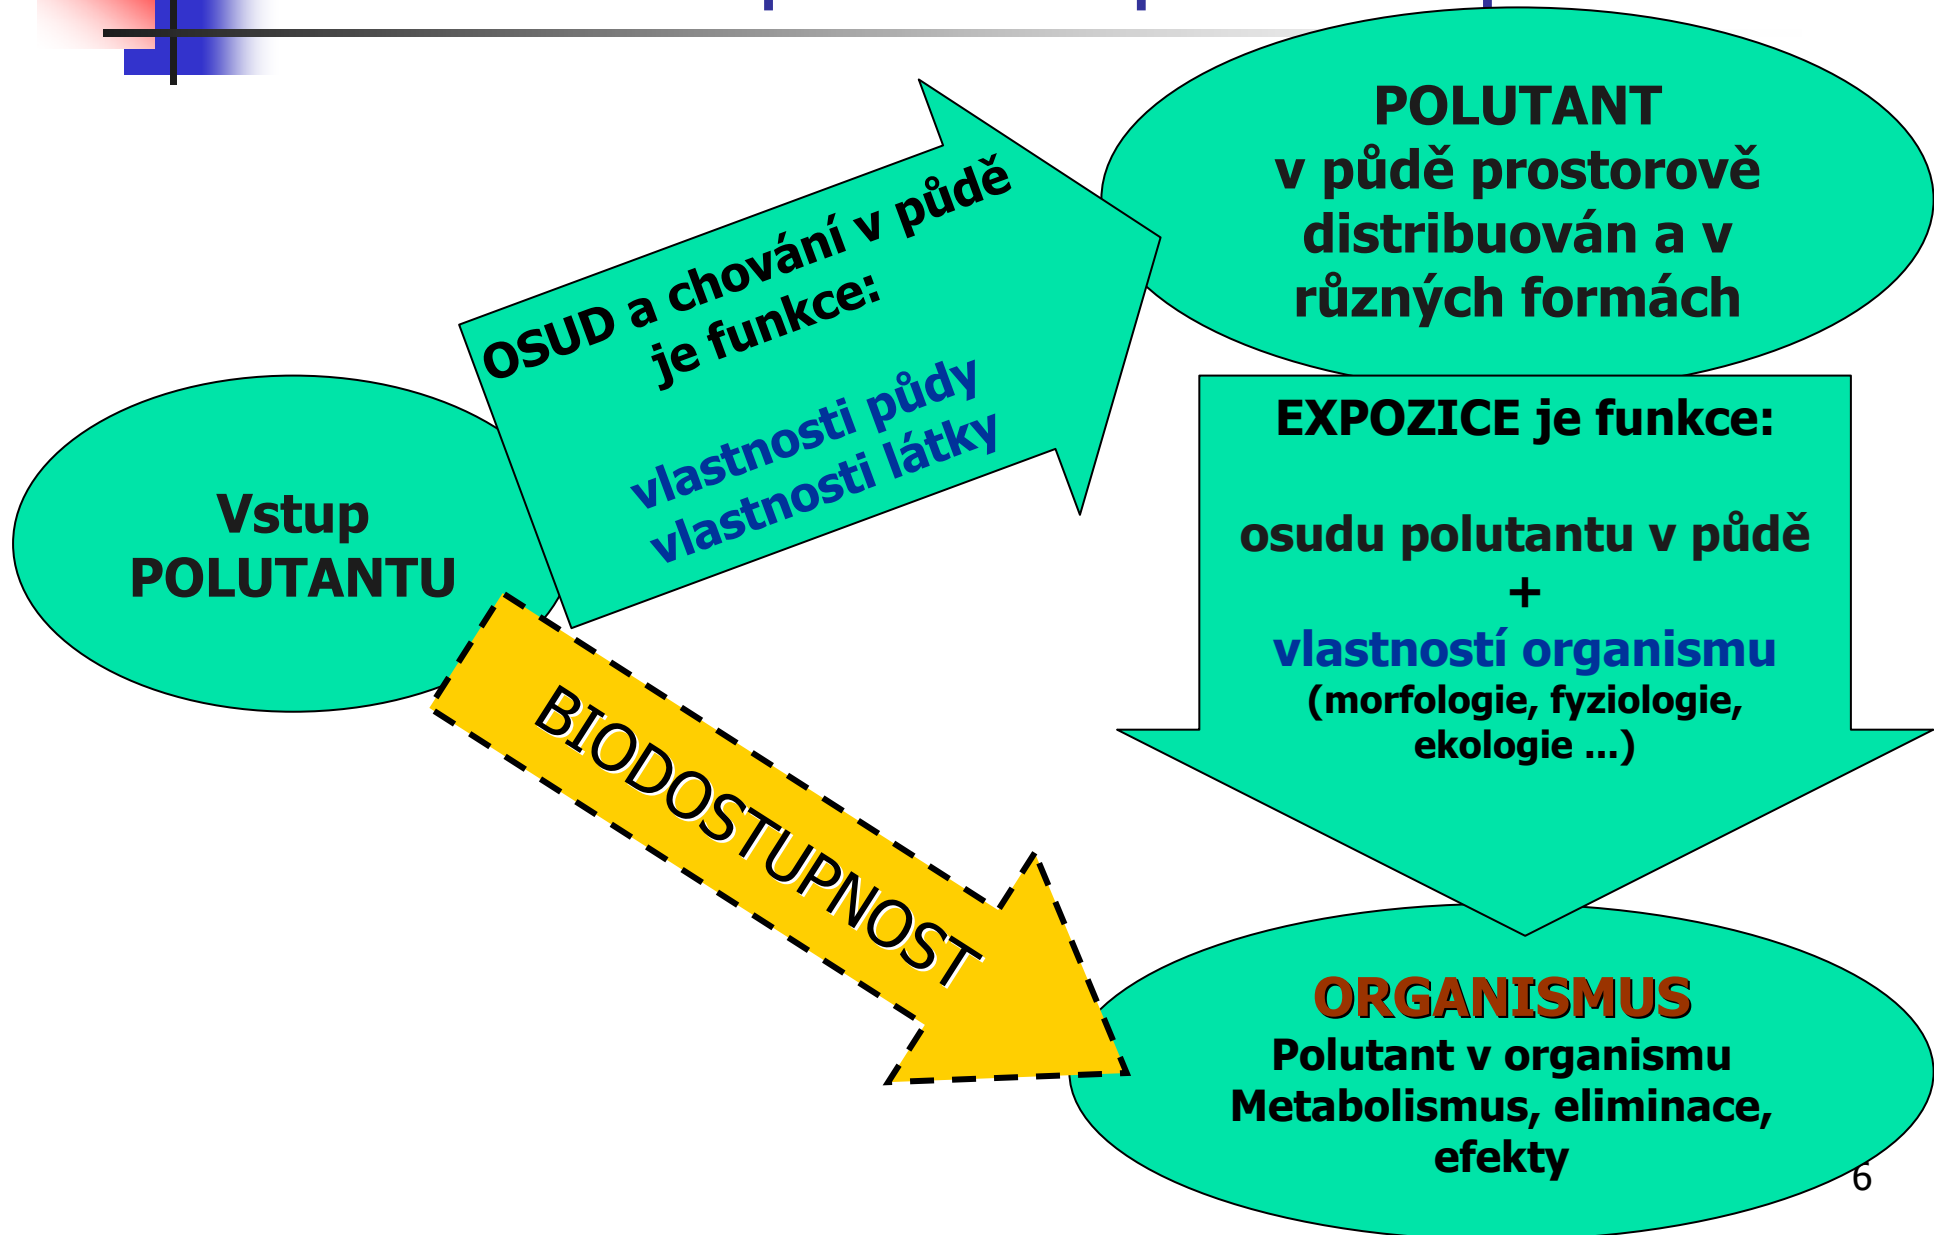 POLUTANT
v půdě prostorově
distribuován a v
různých formách
OSUD a chování v půdě
je funkce:
vlastnosti půdy
vlastnosti látky
Vstup
POLUTANTU
EXPOZICE je funkce:
osudu polutantu v půdě
+
vlastností organismu
(morfologie, fyziologie,
ekologie ...)
BIODOSTUPNOST
ORGANISMUS
Polutant v organismu
Metabolismus, eliminace,
efekty
6